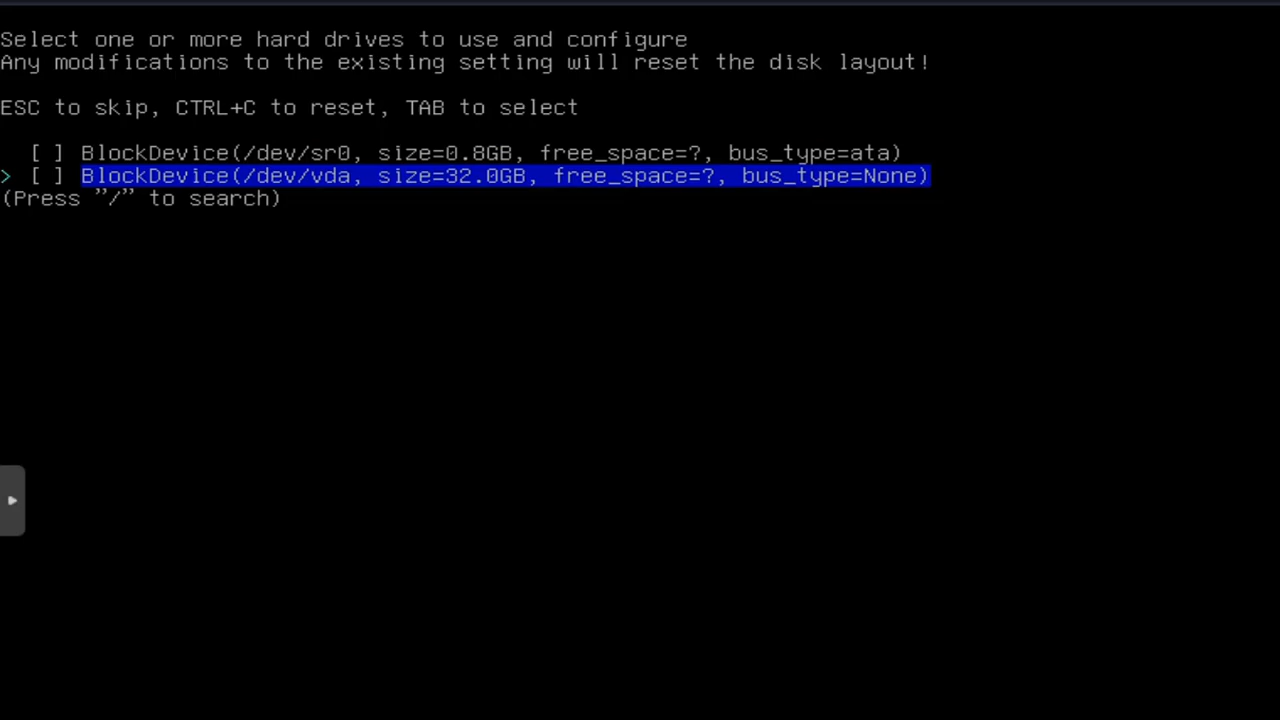 Select one or more hard drives to use and configure
Any modifications to the existing setting will reset the disk layout!
ESC to skip, CTRL+C to reset, TAB to select
[ ] BlockDevice(/dev/sr0, size=0.8GB, free_space=?, bus_type=ata)
> [ ] BlockDevice(/dev/vda, size=32.0GB, free_space=?, bus_type=None)
(Press "/" to search)